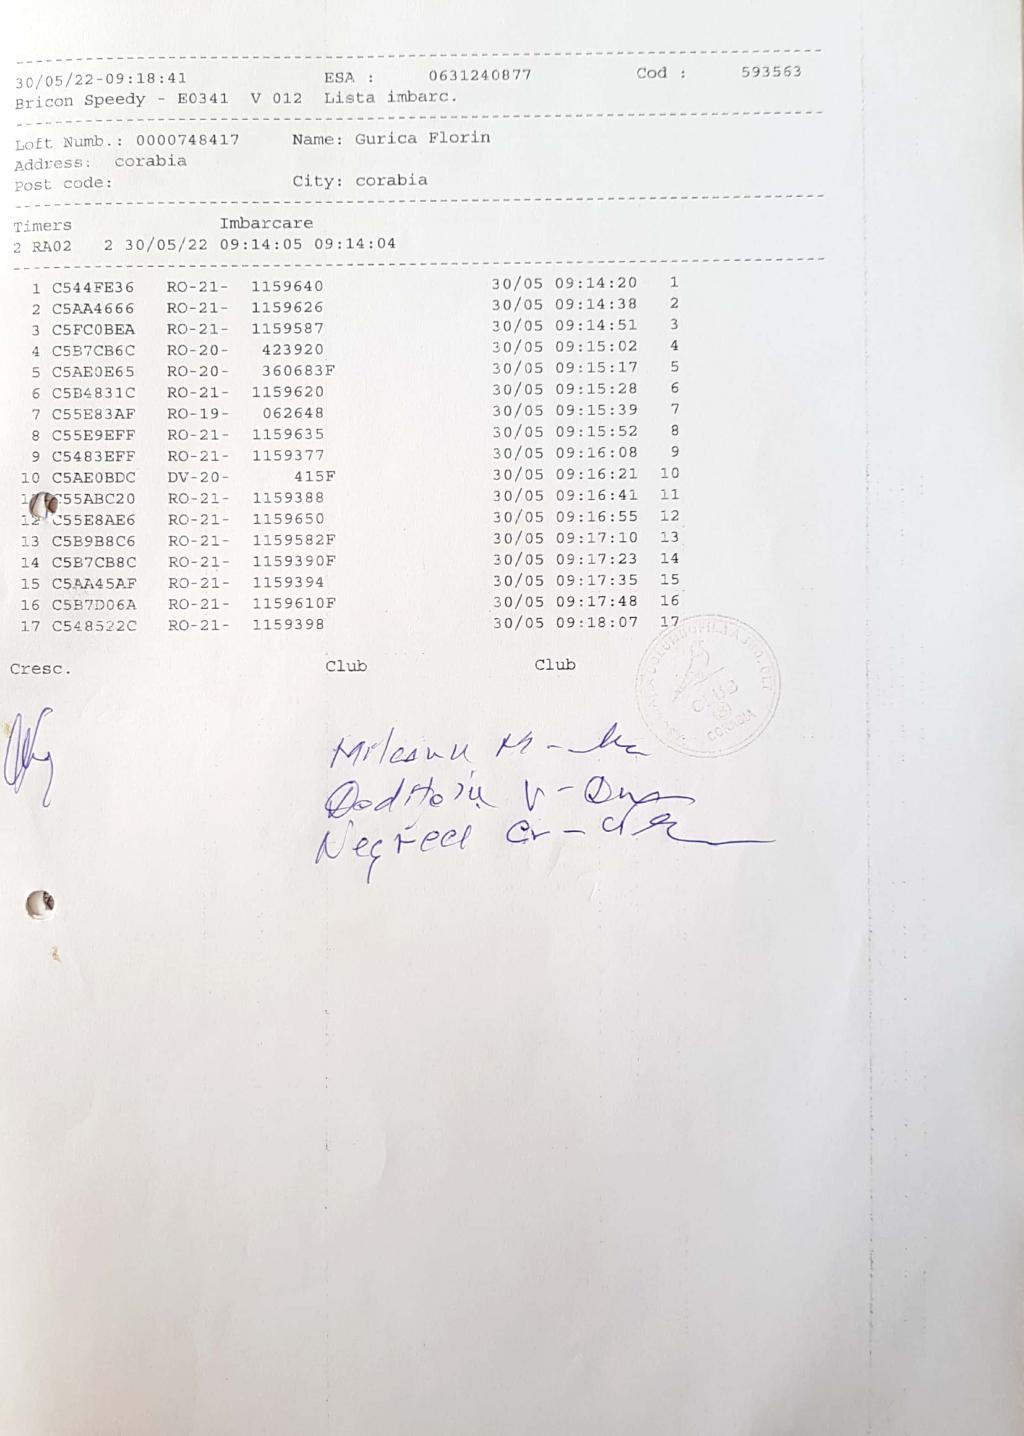 30/05/22-09:18:41 ESA : 0631240877 Cod : 593563
Bricon Speedy - E0341 V 012 Lista imbarc.
Loft Numb.: 0000748417 Name: Gurica Florin
Address: corabia
Post code: City: corabia
Timers Imbarcare
2 RA02 2 30/05/22 09:14:05 09:14:04
1 C544FE36 RO-21- 1159640 30/05 09:14:20 1
2 C5AA4666 RO-21- 1159626 30/05 09:14:38 2
3 C5FC0BEA RO-21- 1159587 30/05 09:14:51 3
4 C5B7CB6C RO-20- 423920 30/05 09:15:02 4
5 C5AE0E65 RO-20- 360683F 30/05 09:15:17 5
6 C5B4831C RO-21- 1159620 30/05 09:15:28 6
7 C55E83AF RO-19- 062648 30/05 09:15:39 7
8 C55E9EFF RO-21- 1159635 30/05 09:15:52 8
9 C5483EFF RO-21- 1159377 30/05 09:16:08 9
10 C5AE0BDC DV-20- 415F 30/05 09:16:21 10
C55ABC20 RO-21- 1159388 30/05 09:16:41 11
12 C55E8AE6 RO-21- 1159650 30/05 09:16:55 12
13 C5B9B8C6 RO-21- 1159582F 30/05 09:17:10 13
14 C5B7CB8C RO-21- 1159390F 30/05 09:17:23 14
15 C5AA45AF RO-21- 1159394 30/05 09:17:35 15
16 C5B7D06A RO-21- 1159610F 30/05 09:17:48 16
17 C548522C RO-21- 1159398 30/05 09:18:07 17
Cresc. Club Club
CLUB
CORABIA